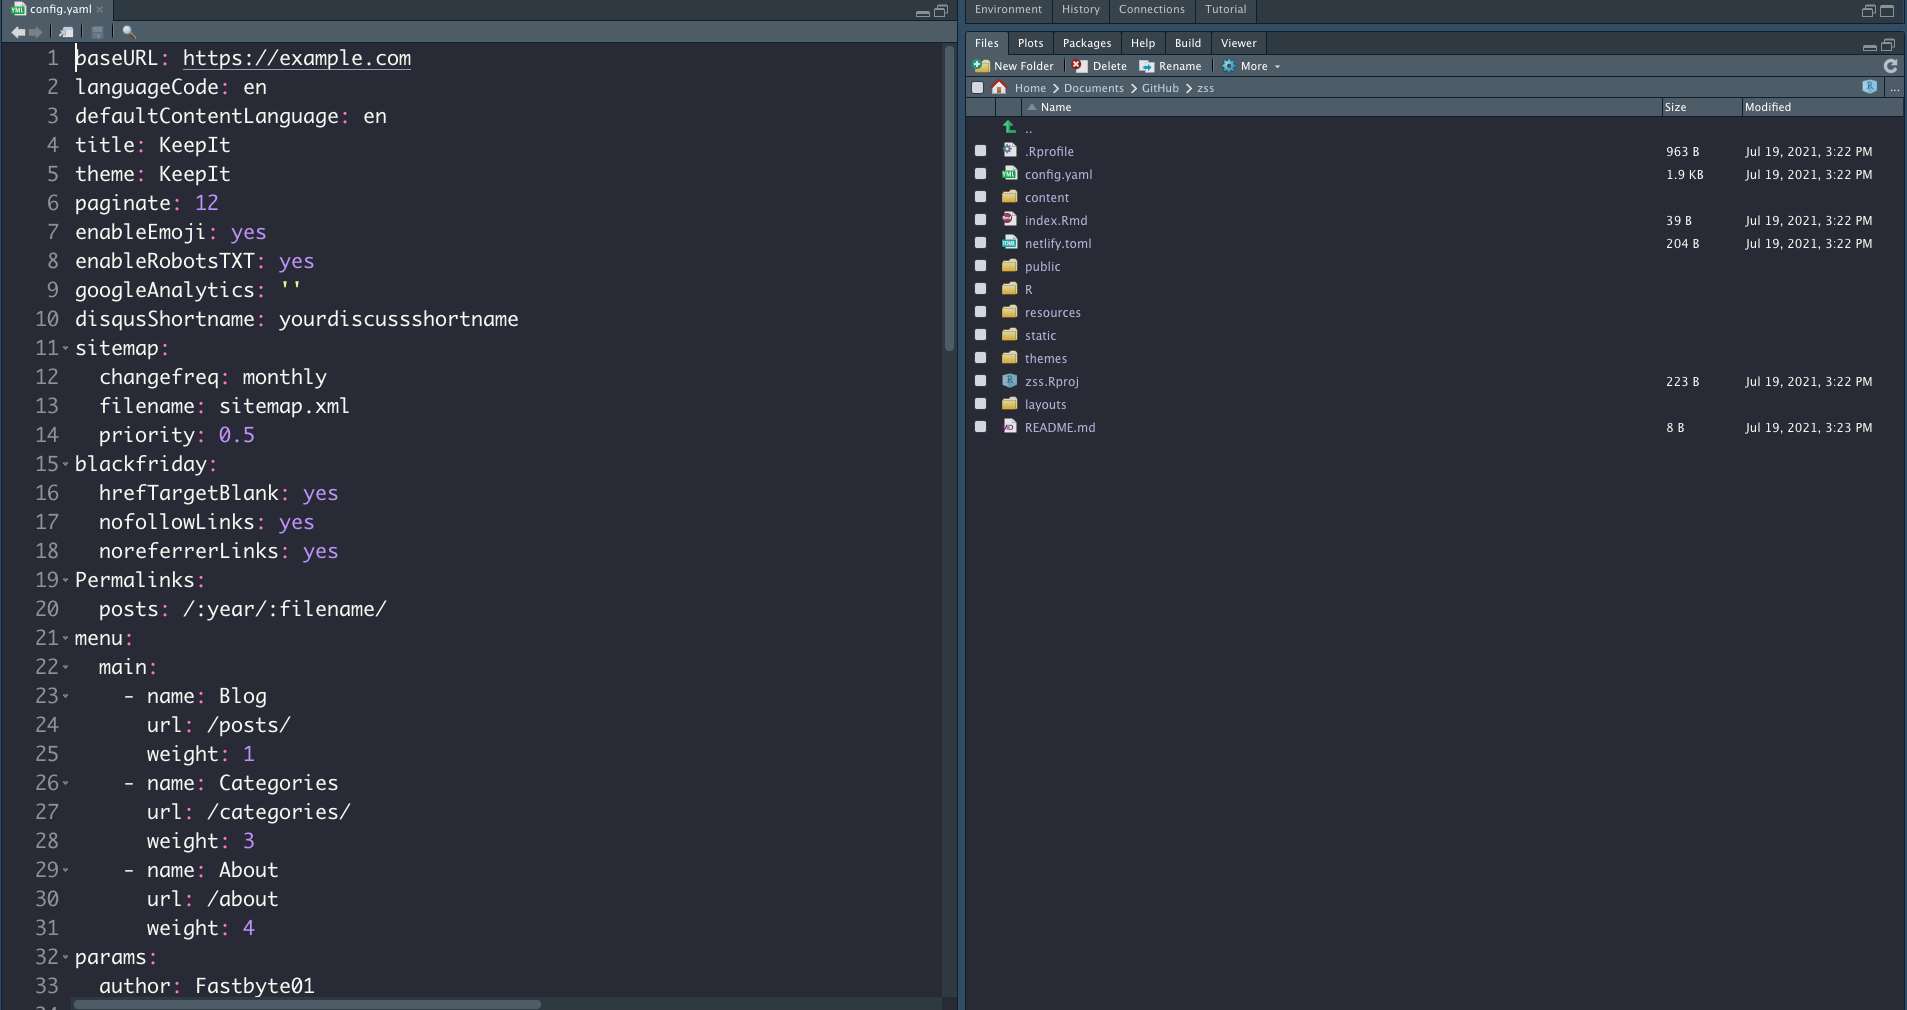 config.yaml
1 baseURL: https://example.com
2 languageCode: en
3 defaultContentLanguage: en
4 title: KeepIt
5 theme: KeepIt
6 paginate: 12
7 enableEmoji: yes
8 enableRobotsTXT: yes
9 googleAnalytics: ''
10 disqusShortname: yourdiscussshortname
11 sitemap:
12 changefreq: monthly
13 filename: sitemap.xml
14 priority: 0.5
15 blackfriday:
16 hrefTargetBlank: yes
17 nofollowLinks: yes
18 noreferrerLinks: yes
19 Permalinks:
20 posts: /:year/:filename/
21 menu:
22 main:
23 - name: Blog
24 url: /posts/
25 weight: 1
26 - name: Categories
27 url: /categories/
28 weight: 3
29 - name: About
30 url: /about
31 weight: 4
32 params:
33 author: Fastbyte01
Environment History Connections Tutorial
Files Plots Packages Help Build Viewer
New Folder Delete Rename More
Home Documents GitHub zss ...
Name Size Modified
..
.Rprofile 963 B Jul 19, 2021, 3:22 PM
config.yaml 1.9 KB Jul 19, 2021, 3:22 PM
content
index.Rmd 39 B Jul 19, 2021, 3:22 PM
netlify.toml 204 B Jul 19, 2021, 3:22 PM
public
R
resources
static
themes
zss.Rproj 223 B Jul 19, 2021, 3:22 PM
layouts
README.md 8 B Jul 19, 2021, 3:23 PM